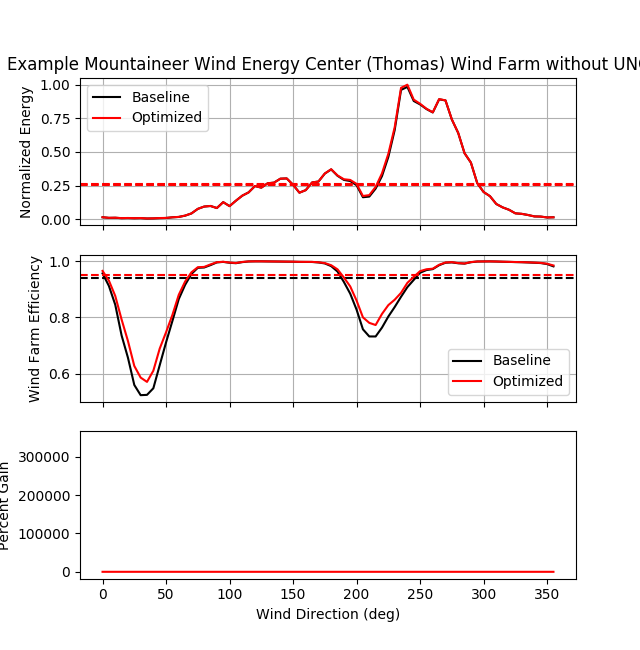 Example Mountaineer Wind Energy Center (Thomas) Wind Farm without UNC
1.00
0.75
0.50
0.25
0.00
Normalized Energy
Baseline
Optimized
1.0
0.8
0.6
Wind Farm Efficiency
Baseline
Optimized
300000
200000
100000
0
Percent Gain
0 50 100 150 200 250 300 350
Wind Direction (deg)